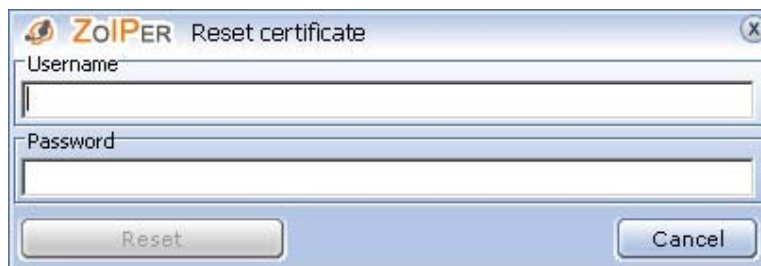 ZoIPER Reset certificate
Username
Password
Reset
Cancel